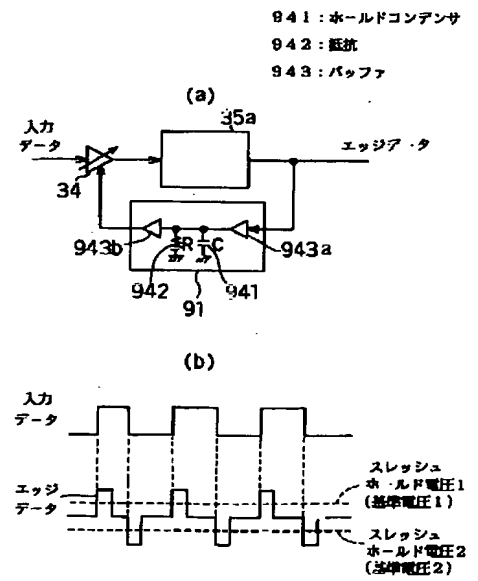 941:ホールドコンデンサ
942:抵抗
943:バッファ
(a)
35a
入力
データ
エッジデ・タ
34
943b
R
C
943a
942
941
91
(b)
入力
データ
エッジ
データ
スレッシュ
ホ・ルド電圧1
(基準電圧1)
スレッシュ
ホールド電圧2
(基準電圧2)